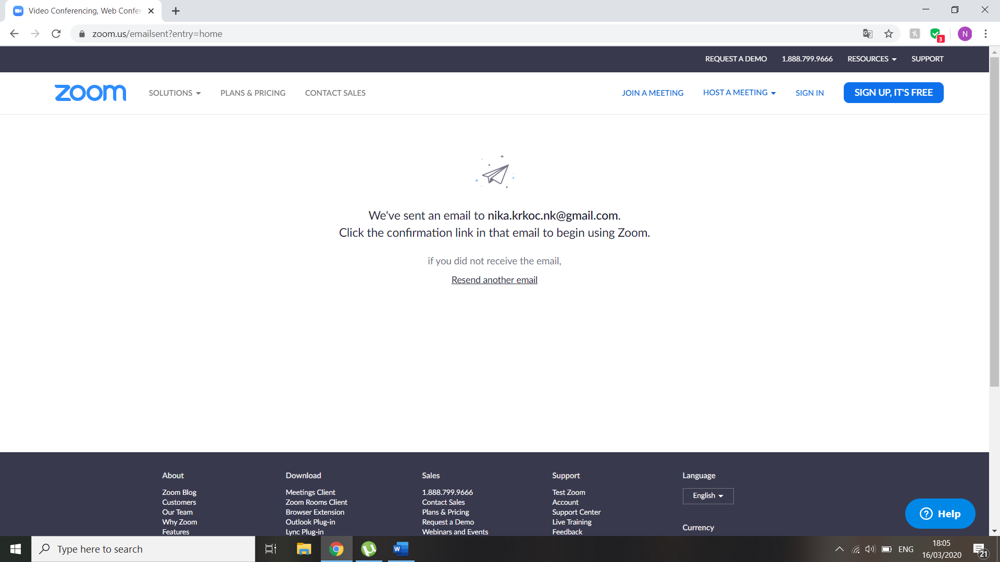 Video Conferencing, Web Confer
zoom.us/emailsent?entry=home
3
N
REQUEST A DEMO 1.888.799.9666 RESOURCES SUPPORT
zoom SOLUTIONS PLANS & PRICING CONTACT SALES JOIN A MEETING HOST A MEETING SIGN IN SIGN UP, IT'S FREE
We've sent an email to nika.krkoc.nk@gmail.com.
Click the confirmation link in that email to begin using Zoom.
if you did not receive the email,
Resend another email
About
Zoom Blog
Customers
Our Team
Why Zoom
Features
Download
Meetings Client
Zoom Rooms Client
Browser Extension
Outlook Plug-in
Lync Plug-in
Sales
1.888.799.9666
Contact Sales
Plans & Pricing
Request a Demo
Webinars and Events
Support
Test Zoom
Account
Support Center
Live Training
Feedback
Language
English
Currency
Help
Type here to search
ENG
18:05
16/03/2020
21